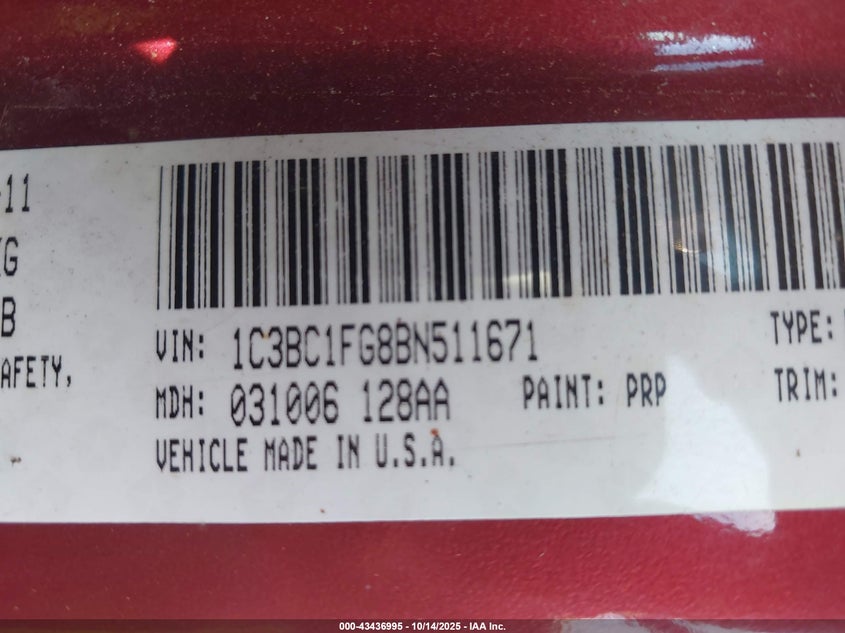 -11
KG
B
AFETY,
VIN: 1C3BC1FG8BN511671
TYPE:
MDH: 031006 128AA
PAINT: PRP
TRIM:
VEHICLE MADE IN U.S.A.
000-43436995 - 10/14/2025 - IAA Inc.